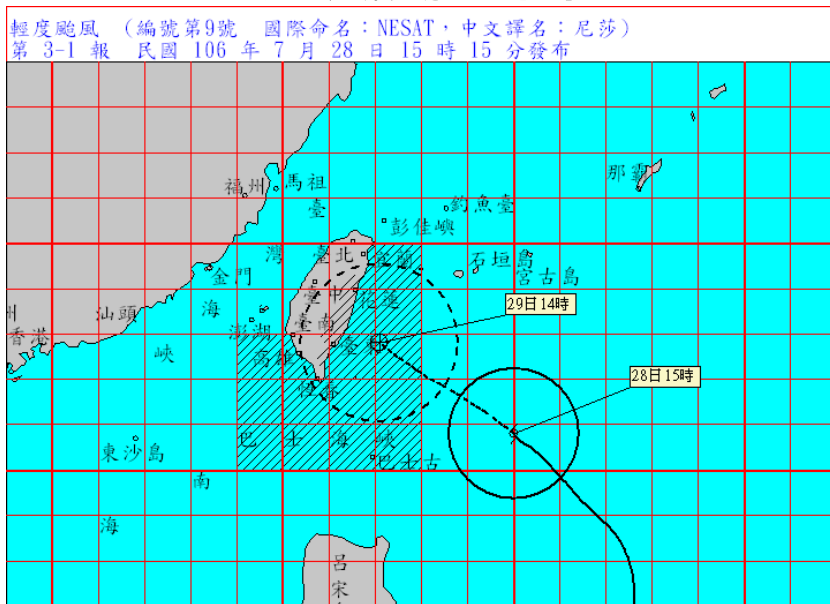 輕度颱風 (編號第9號 國際命名：NESAT，中文譯名：尼莎)
第 3-1 報 民國 106 年 7 月 28 日 15 時 15 分發布
那霸
福州
馬祖
釣魚臺
臺
彭佳嶼
灣
臺北
宜蘭
石垣島
宮古島
金門
臺中
花蓮
29日14時
海
汕頭
州
香港
澎湖
臺南
臺東
峽
高雄
28日15時
恆春
巴士海峽
東沙島
巴士古
南
海
呂
宋